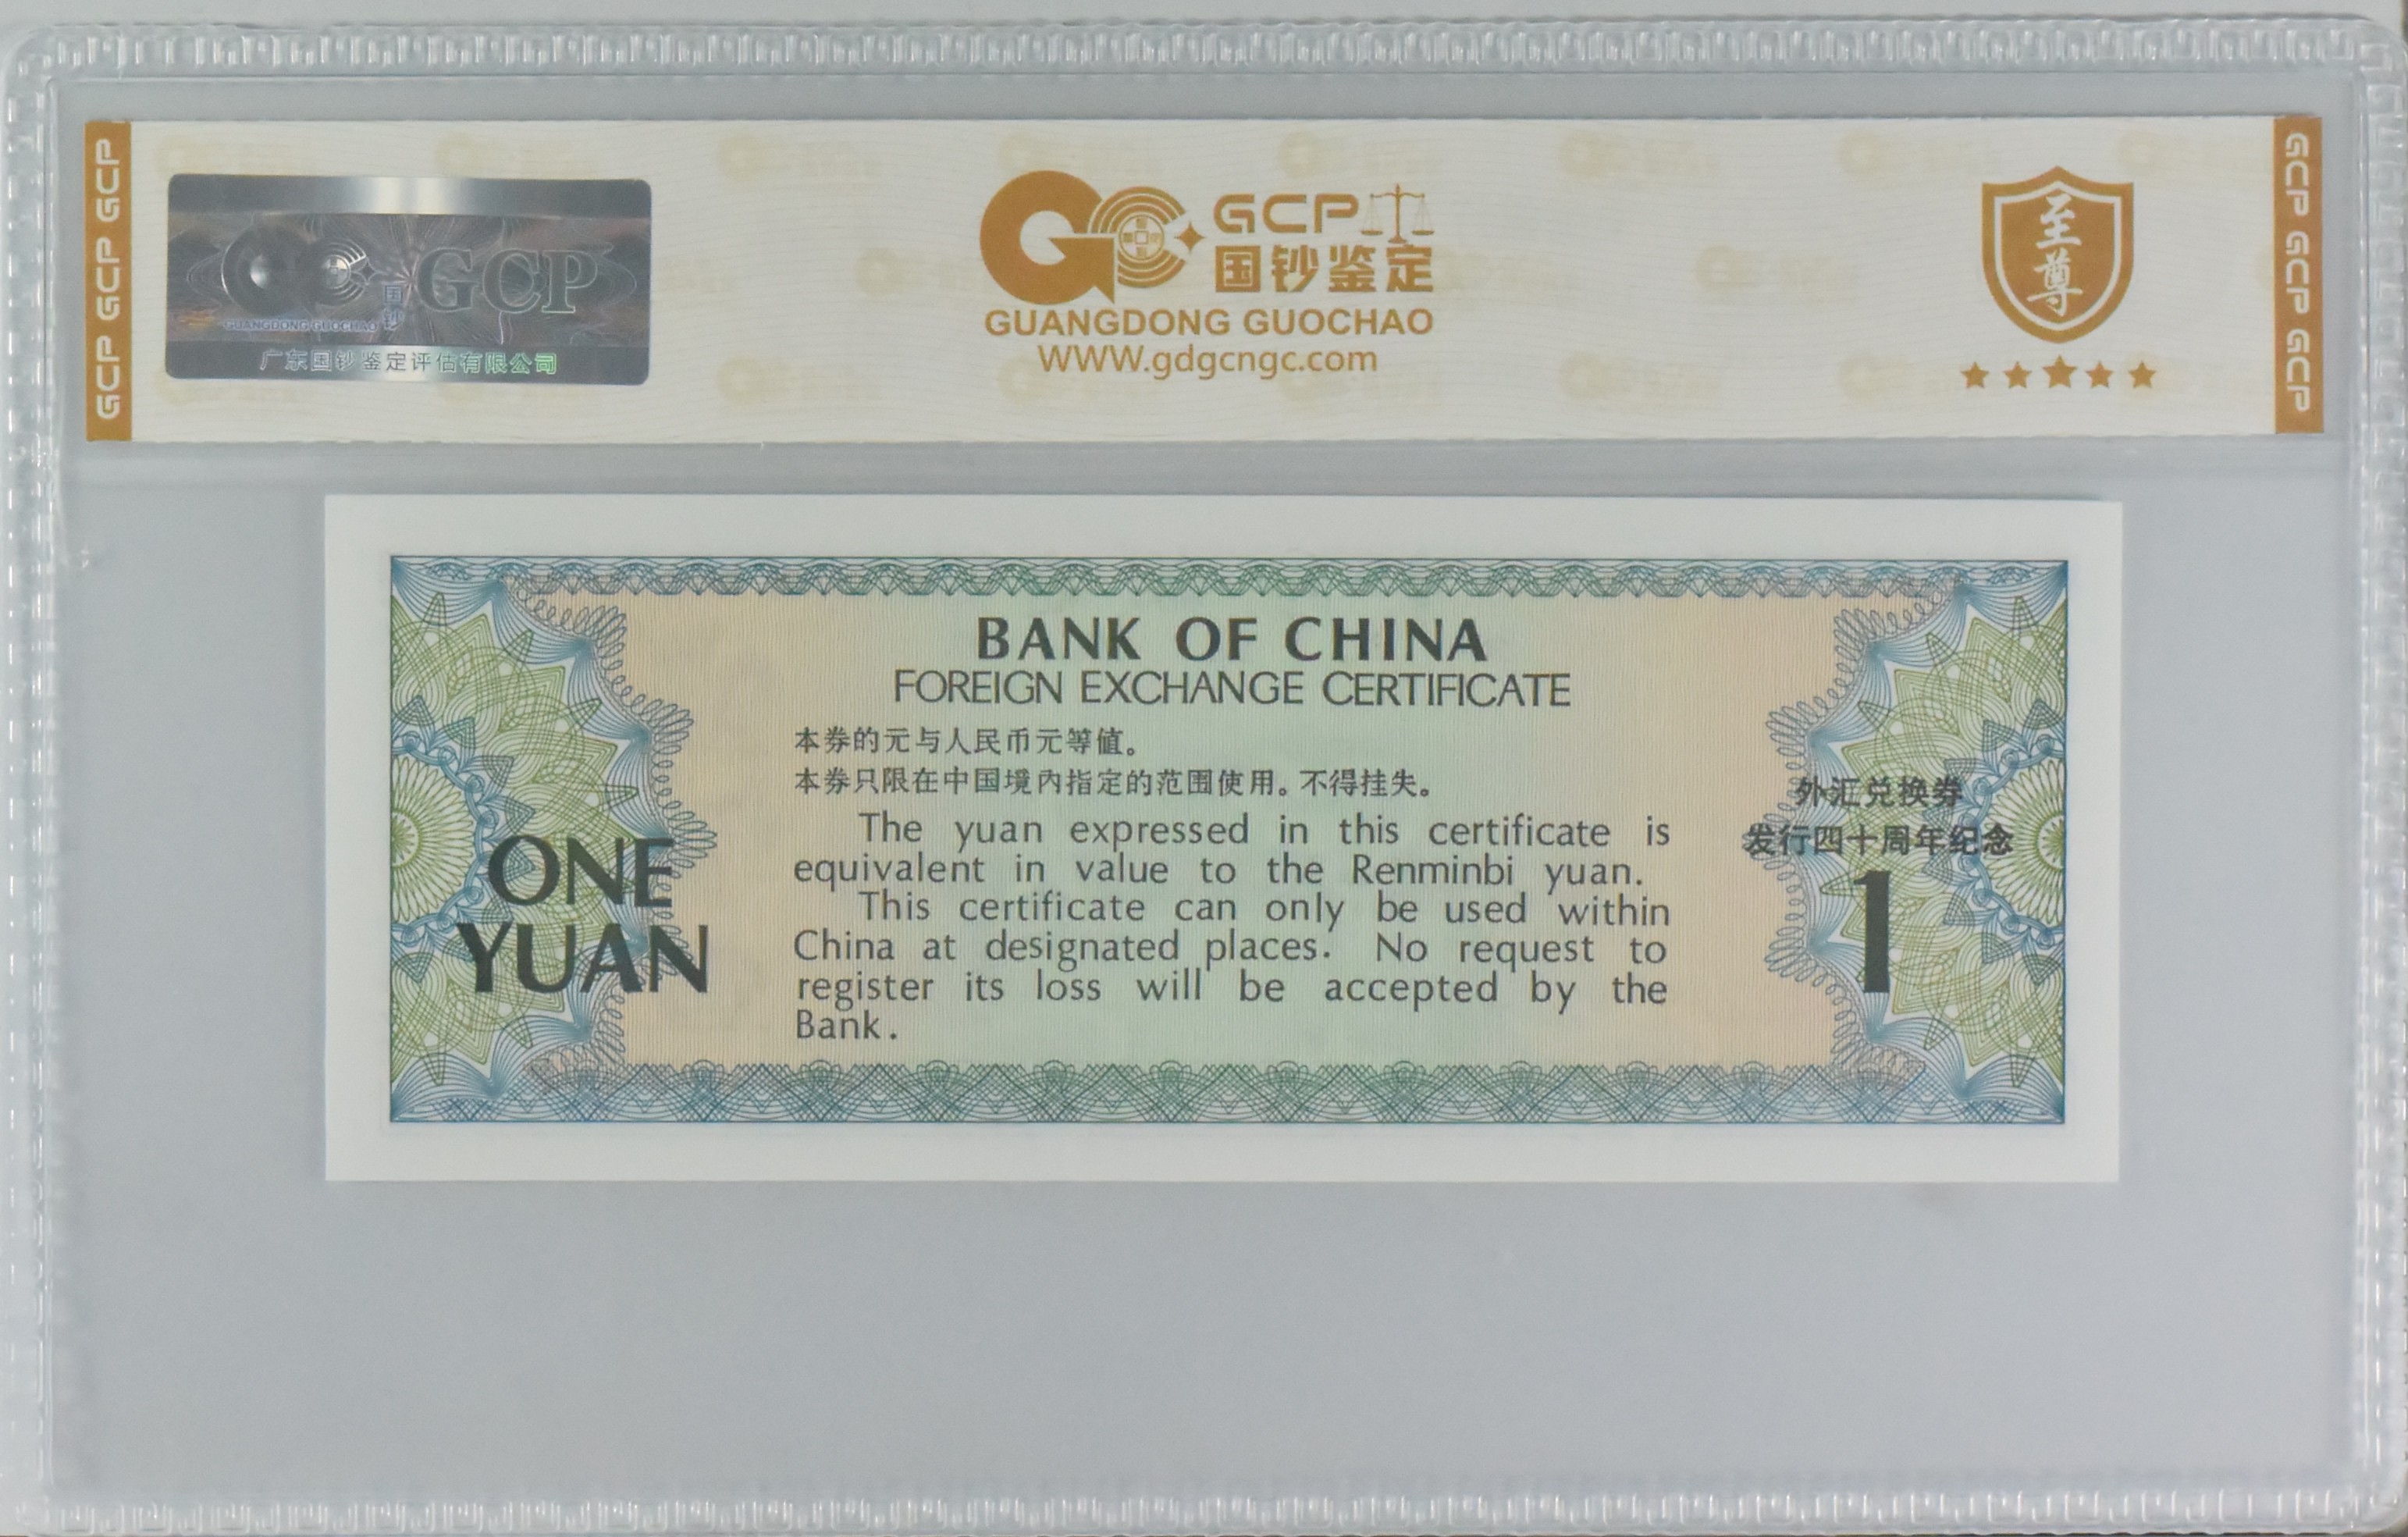 GCP GCP GCP
GCP
国钞
GUANGDONG GUOCHAO
广东国钞鉴定评估有限公司
GCP
国钞鉴定
GUANGDONG GUOCHAO
WWW.gdgcngc.com
至尊
GCP GCP GCP
BANK OF CHINA
FOREIGN EXCHANGE CERTIFICATE
本券的元与人民币元等值。
本券只限在中国境内指定的范围使用。不得挂失。
The yuan expressed in this certificate is
equivalent in value to the Renminbi yuan.
This certificate can only be used within
China at designated places. No request to
register its loss will be accepted by the
Bank.
ONE
YUAN
外汇兑换券
发行四十周年纪念
1